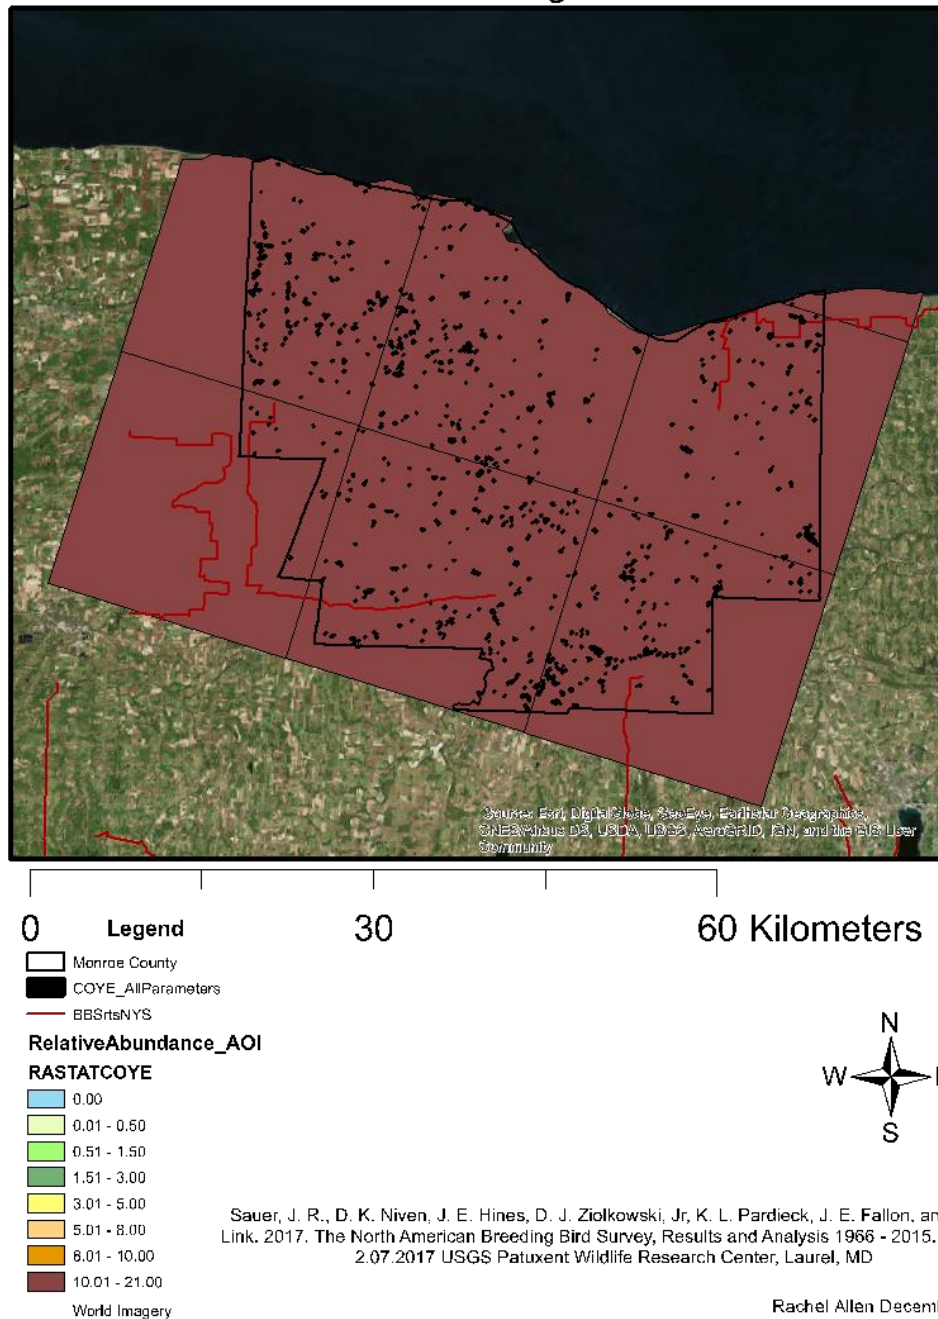 Source: Esri, DigitalGlobe, GeoEye, Earthstar Geographics,
CNES/Airbus DS, USDA, USGS, AeroGRID, IGN, and the GIS User
Community
0 30 60 Kilometers
Legend
Monroe County
COYE_AllParameters
BBSrtsNYS
RelativeAbundance_AOI
RASTATCOYE
0.00
0.01 - 0.50
0.51 - 1.50
1.51 - 3.00
3.01 - 5.00
5.01 - 8.00
8.01 - 10.00
10.01 - 21.00
World Imagery
N
W
S
Sauer, J. R., D. K. Niven, J. E. Hines, D. J. Ziolkowski, Jr, K. L. Pardieck, J. E. Fallon, an
Link. 2017. The North American Breeding Bird Survey, Results and Analysis 1966 - 2015.
2.07.2017 USGS Patuxent Wildlife Research Center, Laurel, MD
Rachel Allen Decem